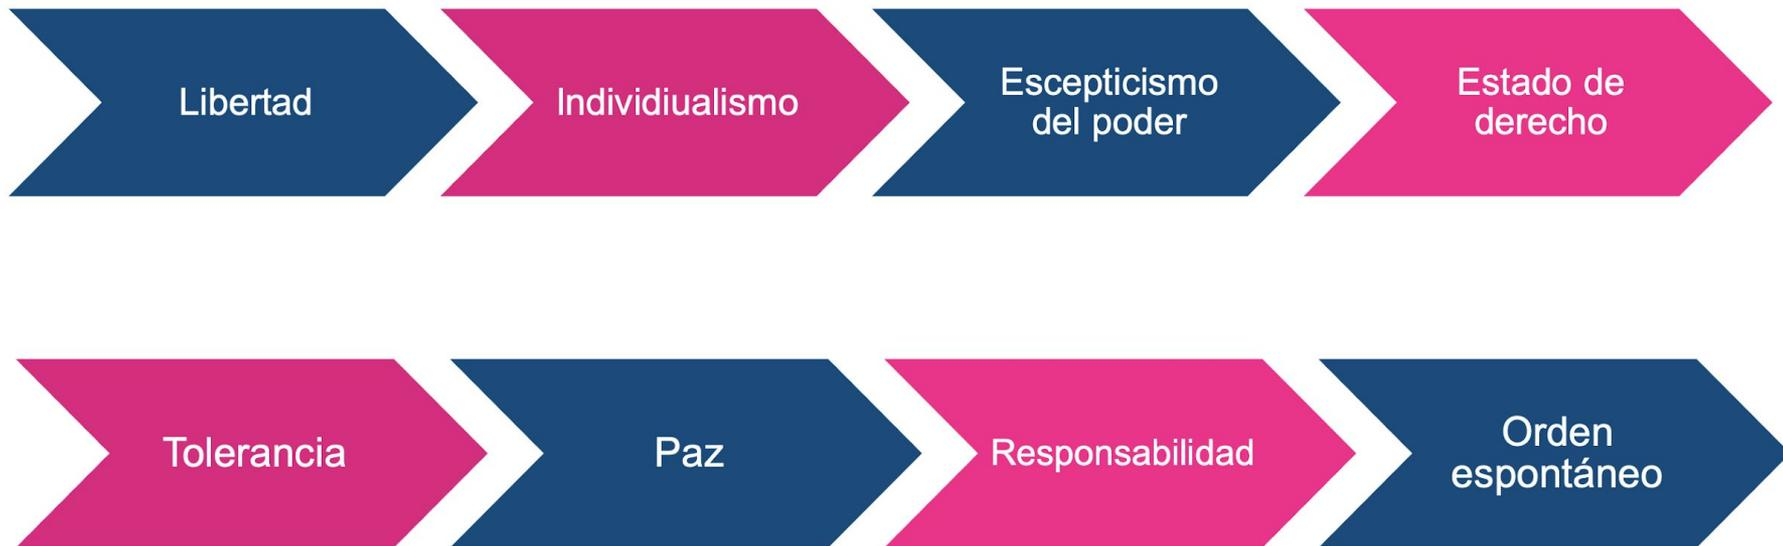 Libertad
Individiualismo
Escepticismo
del poder
Estado de
derecho
Tolerancia
Paz
Responsabilidad
Orden
espontáneo